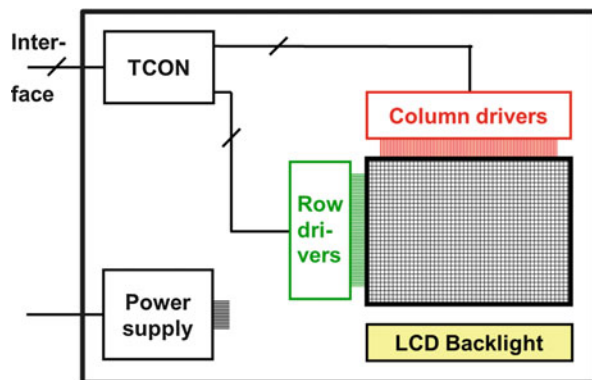 Inter-
face
TCON
Column drivers
Row
dri-
vers
Power
supply
LCD Backlight